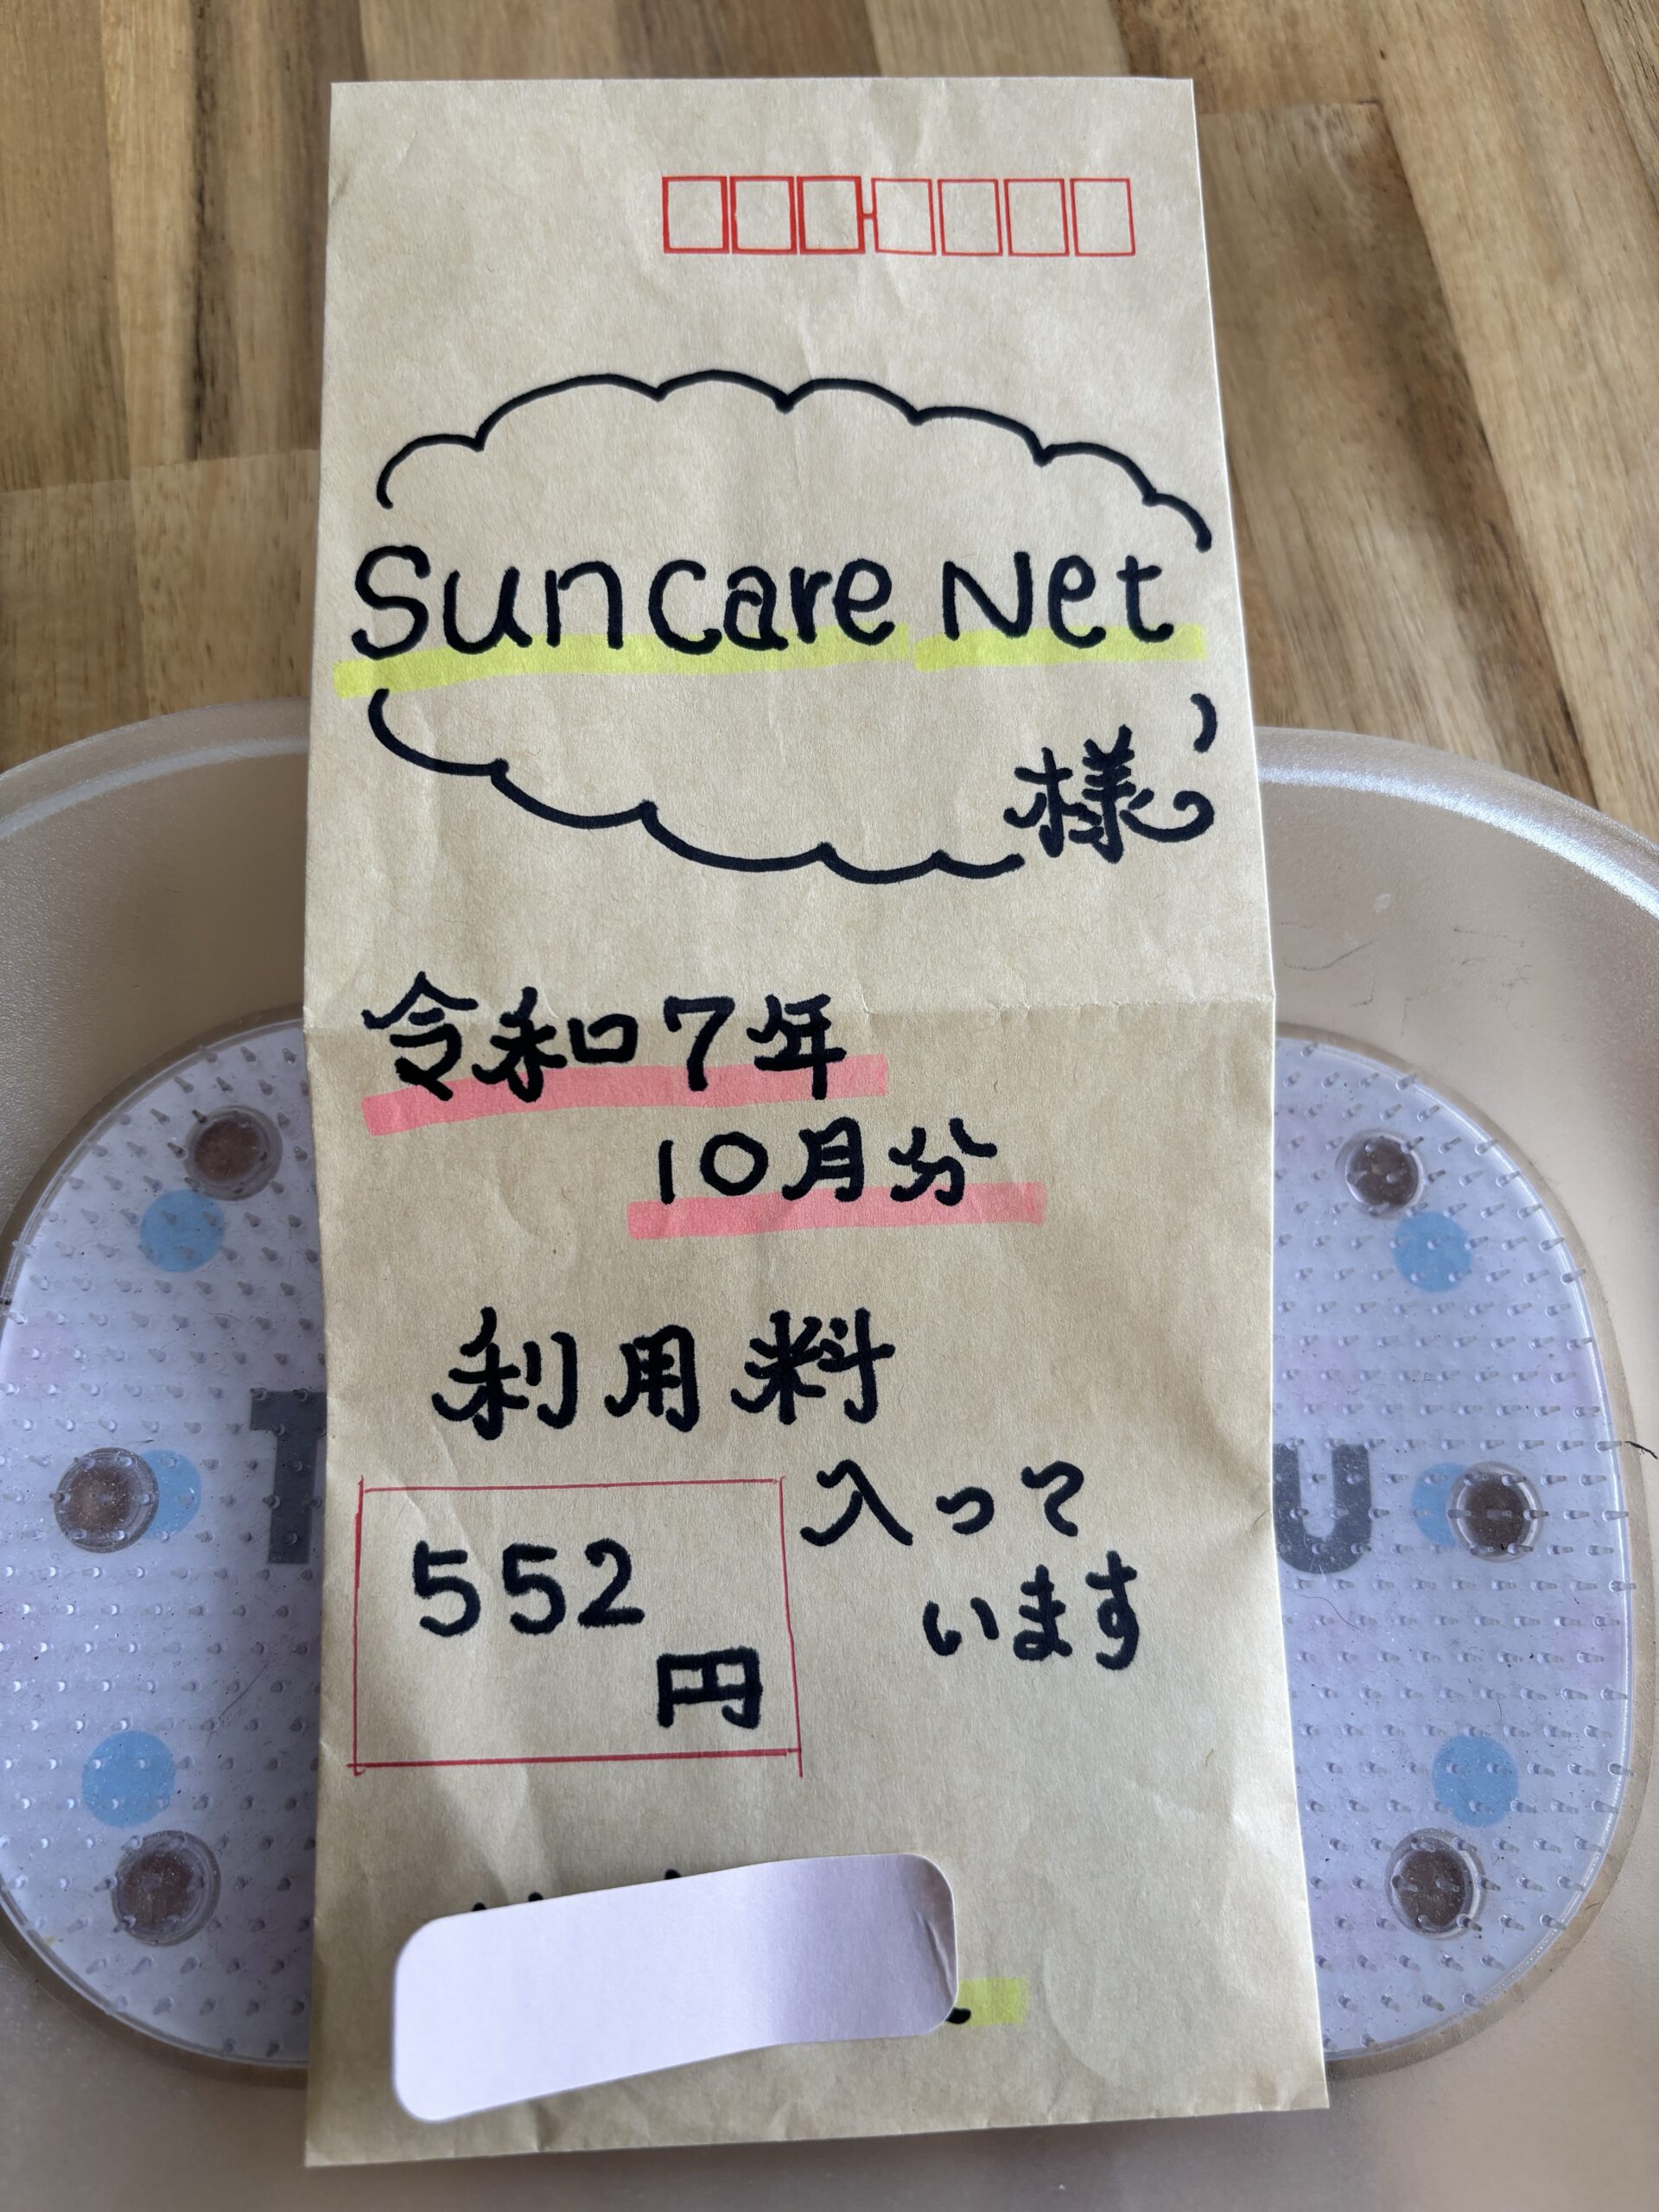 Suncare Net
様
令和7年
10月分
利用料
入って
います
552
円
T
U